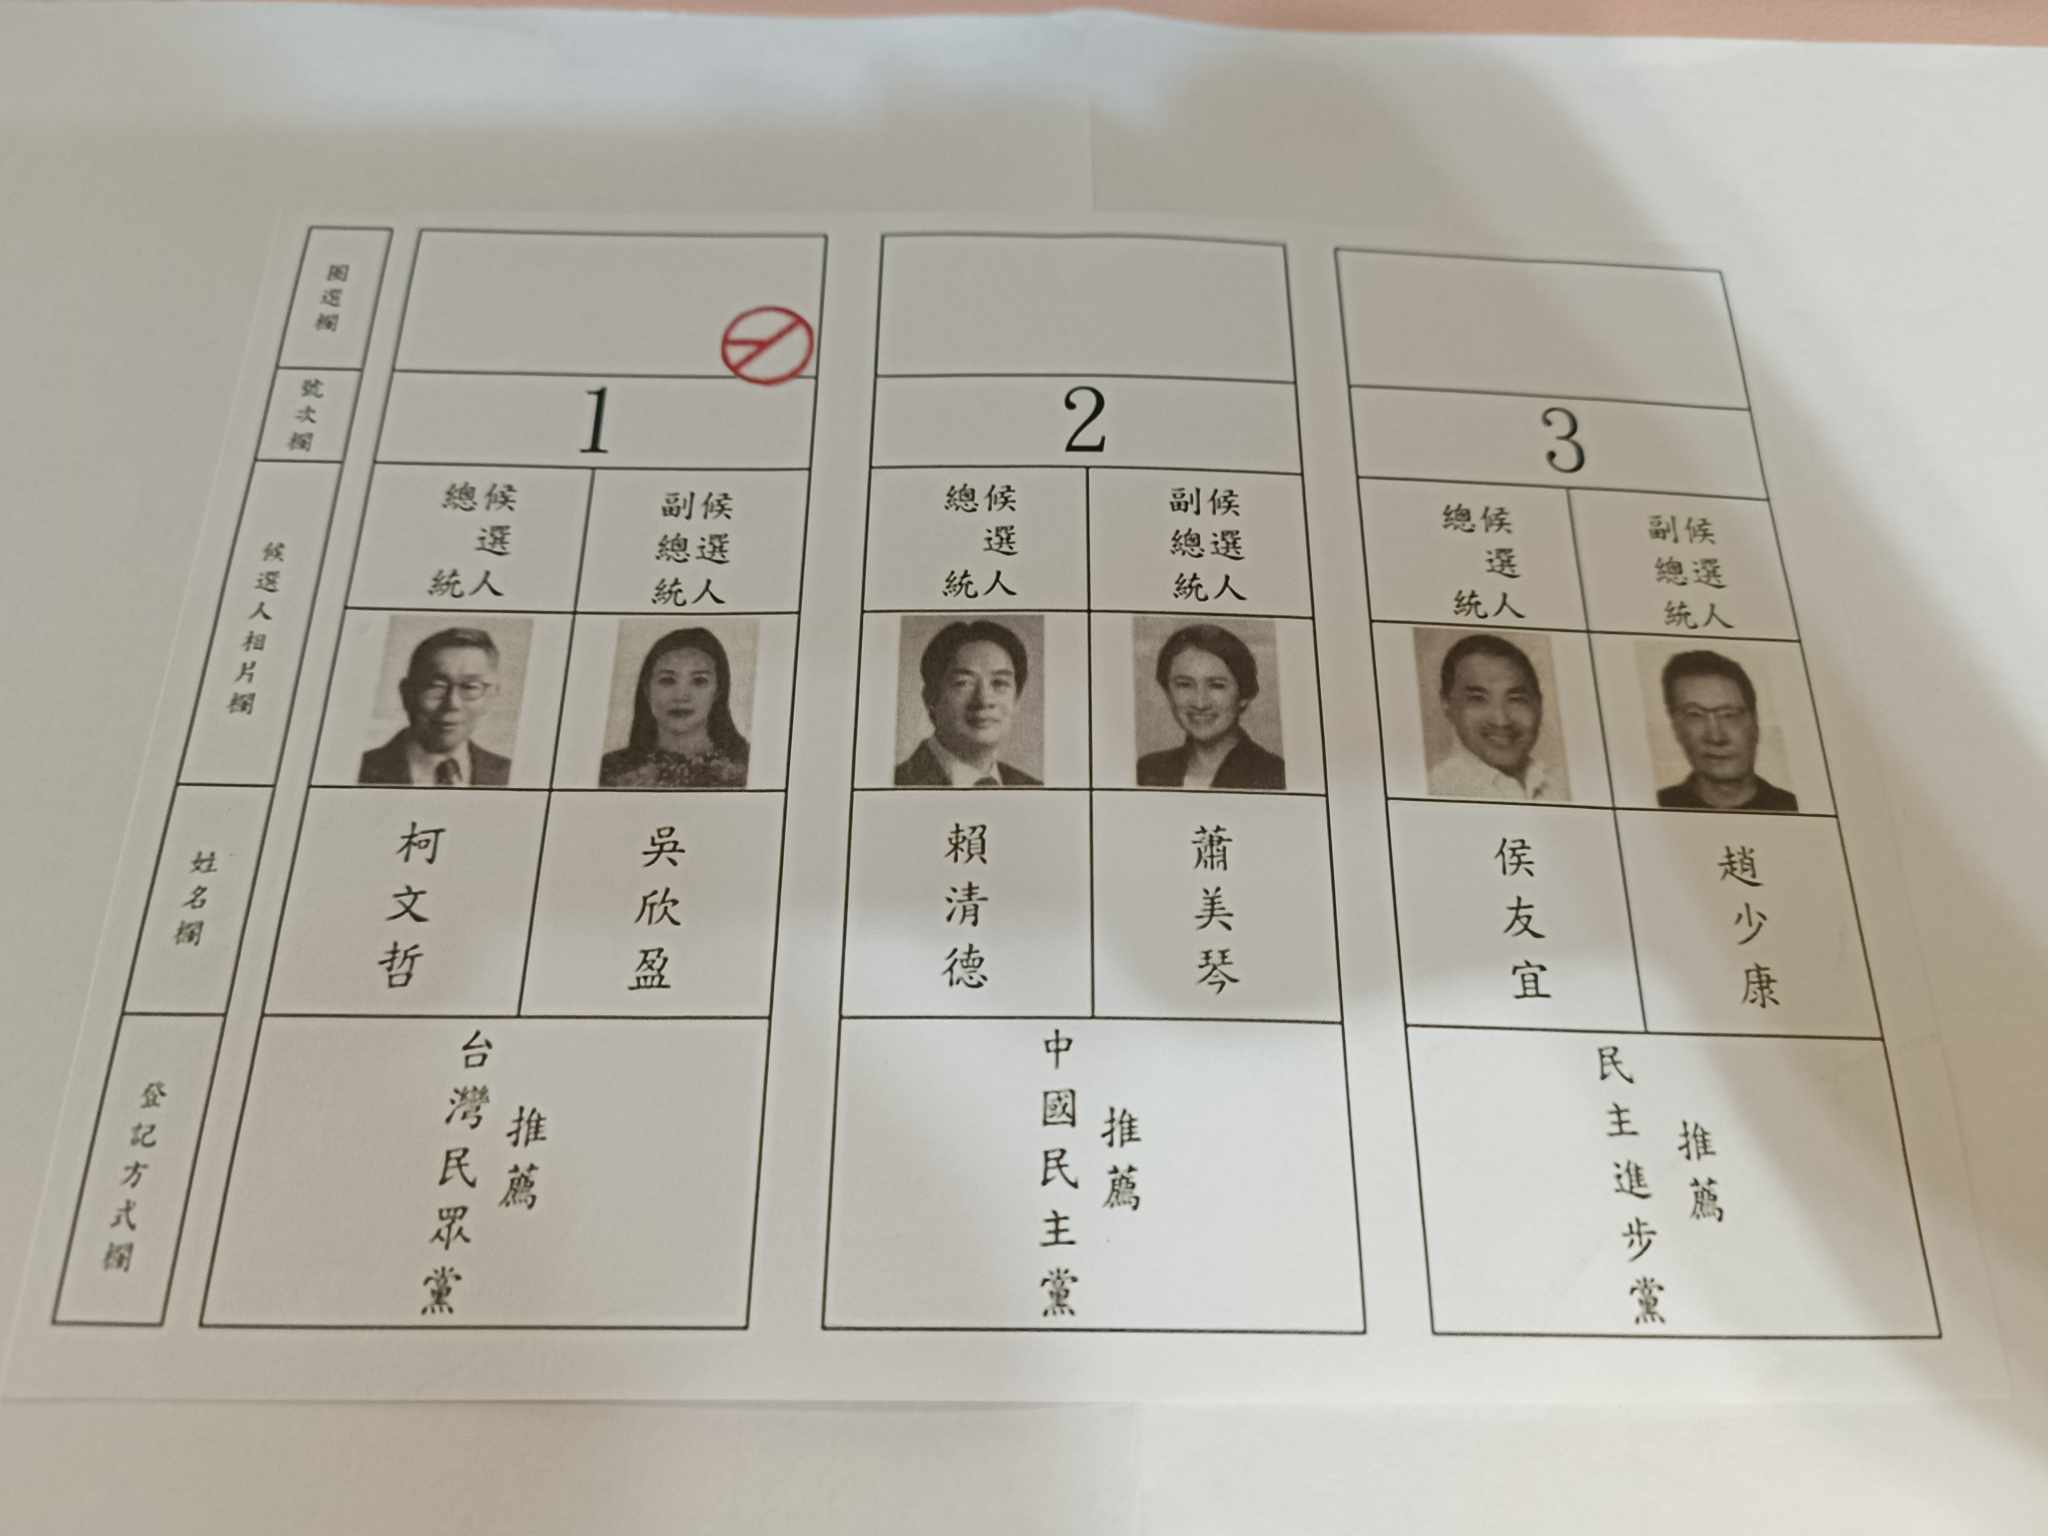 圈選欄
號次欄
候選人相片欄
姓名欄
登記方式欄
1
總統候選人
副總統候選人
柯文哲
吳欣盈
台灣民眾黨
推薦
2
總統候選人
副總統候選人
賴清德
蕭美琴
中國民主黨
推薦
3
總統候選人
副總統候選人
侯友宜
趙少康
民主進步黨
推薦